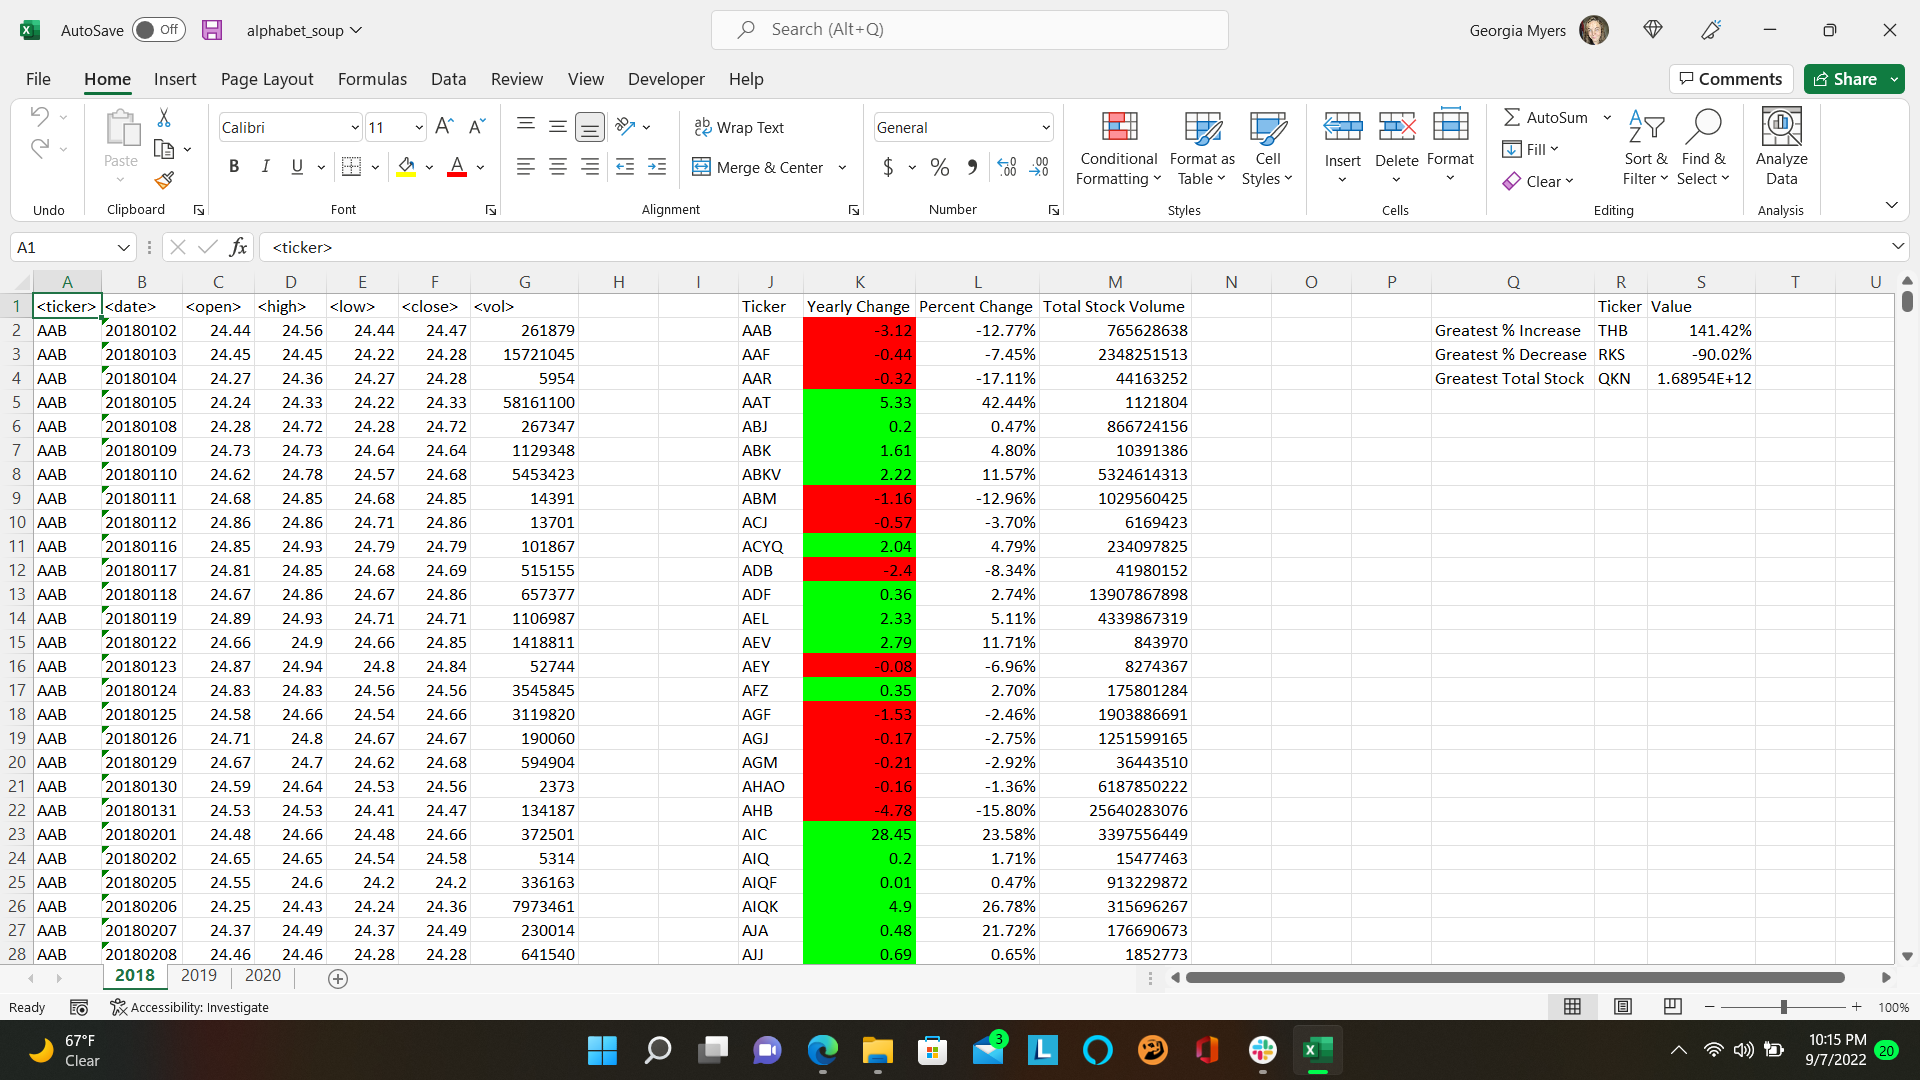 AutoSave Off alphabet_soup Search (Alt+Q) Georgia Myers
File Home Insert Page Layout Formulas Data Review View Developer Help Comments Share
Calibri 11 Wrap Text General AutoSum
Paste B I U A Merge & Center $ % Conditional Formatting Format as Table Cell Styles Insert Delete Format Fill Clear Sort & Filter Find & Select Analyze Data
Undo Clipboard Font Alignment Number Styles Cells Editing Analysis
A1 fx <ticker>
A B C D E F G H I J K L M N O P Q R S T U
1 <ticker> <date> <open> <high> <low> <close> <vol> Ticker Yearly Change Percent Change Total Stock Volume Ticker Value
2 AAB 20180102 24.44 24.56 24.44 24.47 261879 AAB -3.12 -12.77% 765628638 Greatest % Increase THB 141.42%
3 AAB 20180103 24.45 24.45 24.22 24.28 15721045 AAF -0.44 -7.45% 2348251513 Greatest % Decrease RKS -90.02%
4 AAB 20180104 24.27 24.36 24.27 24.28 5954 AAR -0.32 -17.11% 44163252 Greatest Total Stock QKN 1.68954E+12
5 AAB 20180105 24.24 24.33 24.22 24.33 58161100 AAT 5.33 42.44% 1121804
6 AAB 20180108 24.28 24.72 24.28 24.72 267347 ABJ 0.2 0.47% 866724156
7 AAB 20180109 24.73 24.73 24.64 24.64 1129348 ABK 1.61 4.80% 10391386
8 AAB 20180110 24.62 24.78 24.57 24.68 5453423 ABKV 2.22 11.57% 5324614313
9 AAB 20180111 24.68 24.85 24.68 24.85 14391 ABM -1.16 -12.96% 1029560425
10 AAB 20180112 24.86 24.86 24.71 24.86 13701 ACJ -0.57 -3.70% 6169423
11 AAB 20180116 24.85 24.93 24.79 24.79 101867 ACYQ 2.04 4.79% 234097825
12 AAB 20180117 24.81 24.85 24.68 24.69 515155 ADB -2.4 -8.34% 41980152
13 AAB 20180118 24.67 24.86 24.67 24.86 657377 ADF 0.36 2.74% 13907867898
14 AAB 20180119 24.89 24.93 24.71 24.71 1106987 AEL 2.33 5.11% 4339867319
15 AAB 20180122 24.66 24.9 24.66 24.85 1418811 AEV 2.79 11.71% 843970
16 AAB 20180123 24.87 24.94 24.8 24.84 52744 AEY -0.08 -6.96% 8274367
17 AAB 20180124 24.83 24.83 24.56 24.56 3545845 AFZ 0.35 2.70% 175801284
18 AAB 20180125 24.58 24.66 24.54 24.66 3119820 AGF -1.53 -2.46% 1903886691
19 AAB 20180126 24.71 24.8 24.67 24.67 190060 AGJ -0.17 -2.75% 1251599165
20 AAB 20180129 24.67 24.7 24.62 24.68 594904 AGM -0.21 -2.92% 36443510
21 AAB 20180130 24.59 24.64 24.53 24.56 2373 AHAO -0.16 -1.36% 6187850222
22 AAB 20180131 24.53 24.53 24.41 24.47 134187 AHB -4.78 -15.80% 25640283076
23 AAB 20180201 24.48 24.66 24.48 24.66 372501 AIC 28.45 23.58% 3397556449
24 AAB 20180202 24.65 24.65 24.54 24.58 5314 AIQ 0.2 1.71% 15477463
25 AAB 20180205 24.55 24.6 24.2 24.2 336163 AIQF 0.01 0.47% 913229872
26 AAB 20180206 24.25 24.43 24.24 24.36 7973461 AIQK 4.9 26.78% 315696267
27 AAB 20180207 24.37 24.49 24.37 24.49 230014 AJA 0.48 21.72% 176690673
28 AAB 20180208 24.46 24.46 24.28 24.28 641540 AJJ 0.69 0.65% 1852773
2018 2019 2020
Ready Accessibility: Investigate 100%
67°F 3 10:15 PM
Clear 9/7/2022 20